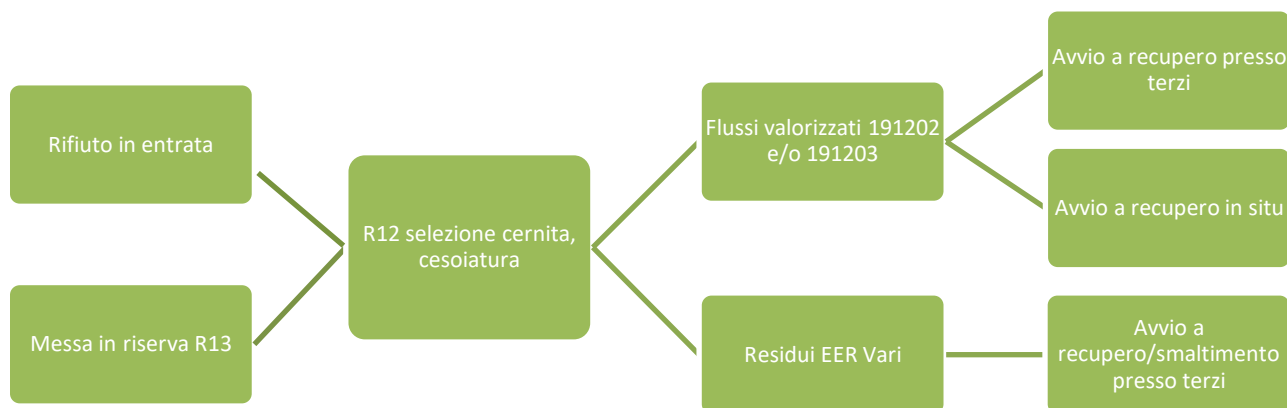 Rifiuto in entrata
Messa in riserva R13
R12 selezione cernita,
cesoiatura
Flussi valorizzati 191202
e/o 191203
Residui EER Vari
Avvio a recupero presso
terzi
Avvio a recupero in situ
Avvio a
recupero/smaltimento
presso terzi